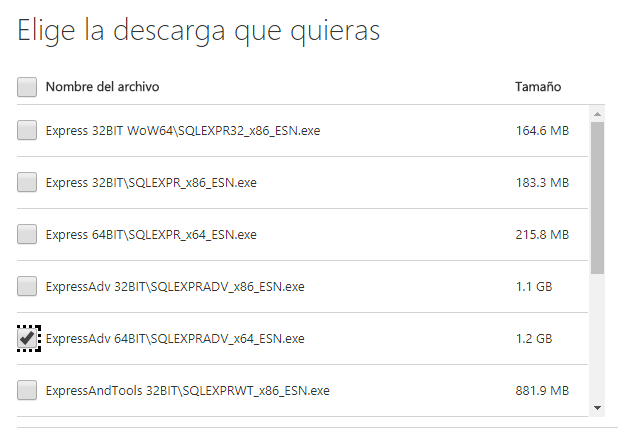 Elige la descarga que quieras
Nombre del archivo Tamaño
Express 32BIT WoW64\SQLEXPR32_x86_ESN.exe 164.6 MB
Express 32BIT\SQLEXPR_x86_ESN.exe 183.3 MB
Express 64BIT\SQLEXPR_x64_ESN.exe 215.8 MB
ExpressAdv 32BIT\SQLEXPRADV_x86_ESN.exe 1.1 GB
ExpressAdv 64BIT\SQLEXPRADV_x64_ESN.exe 1.2 GB
ExpressAndTools 32BIT\SQLEXPRWT_x86_ESN.exe 881.9 MB